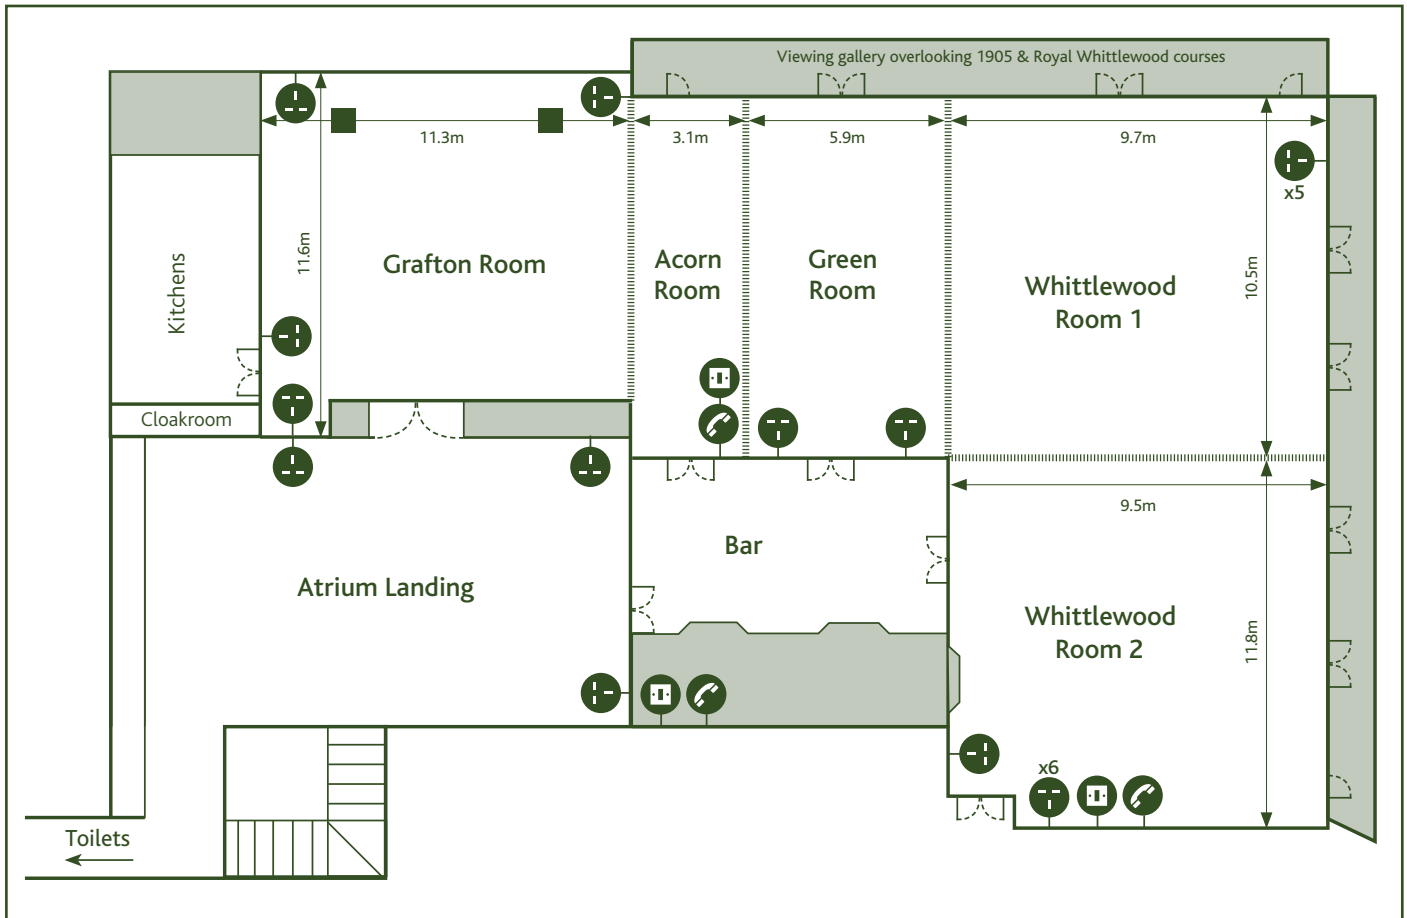 Viewing gallery overlooking 1905 & Royal Whittlewood courses
11.3m
3.1m
5.9m
9.7m
x5
11.6m
10.5m
Kitchens
Grafton Room
Acorn
Room
Green
Room
Whittlewood
Room 1
Cloakroom
9.5m
Bar
Atrium Landing
Whittlewood
Room 2
11.8m
x6
Toilets